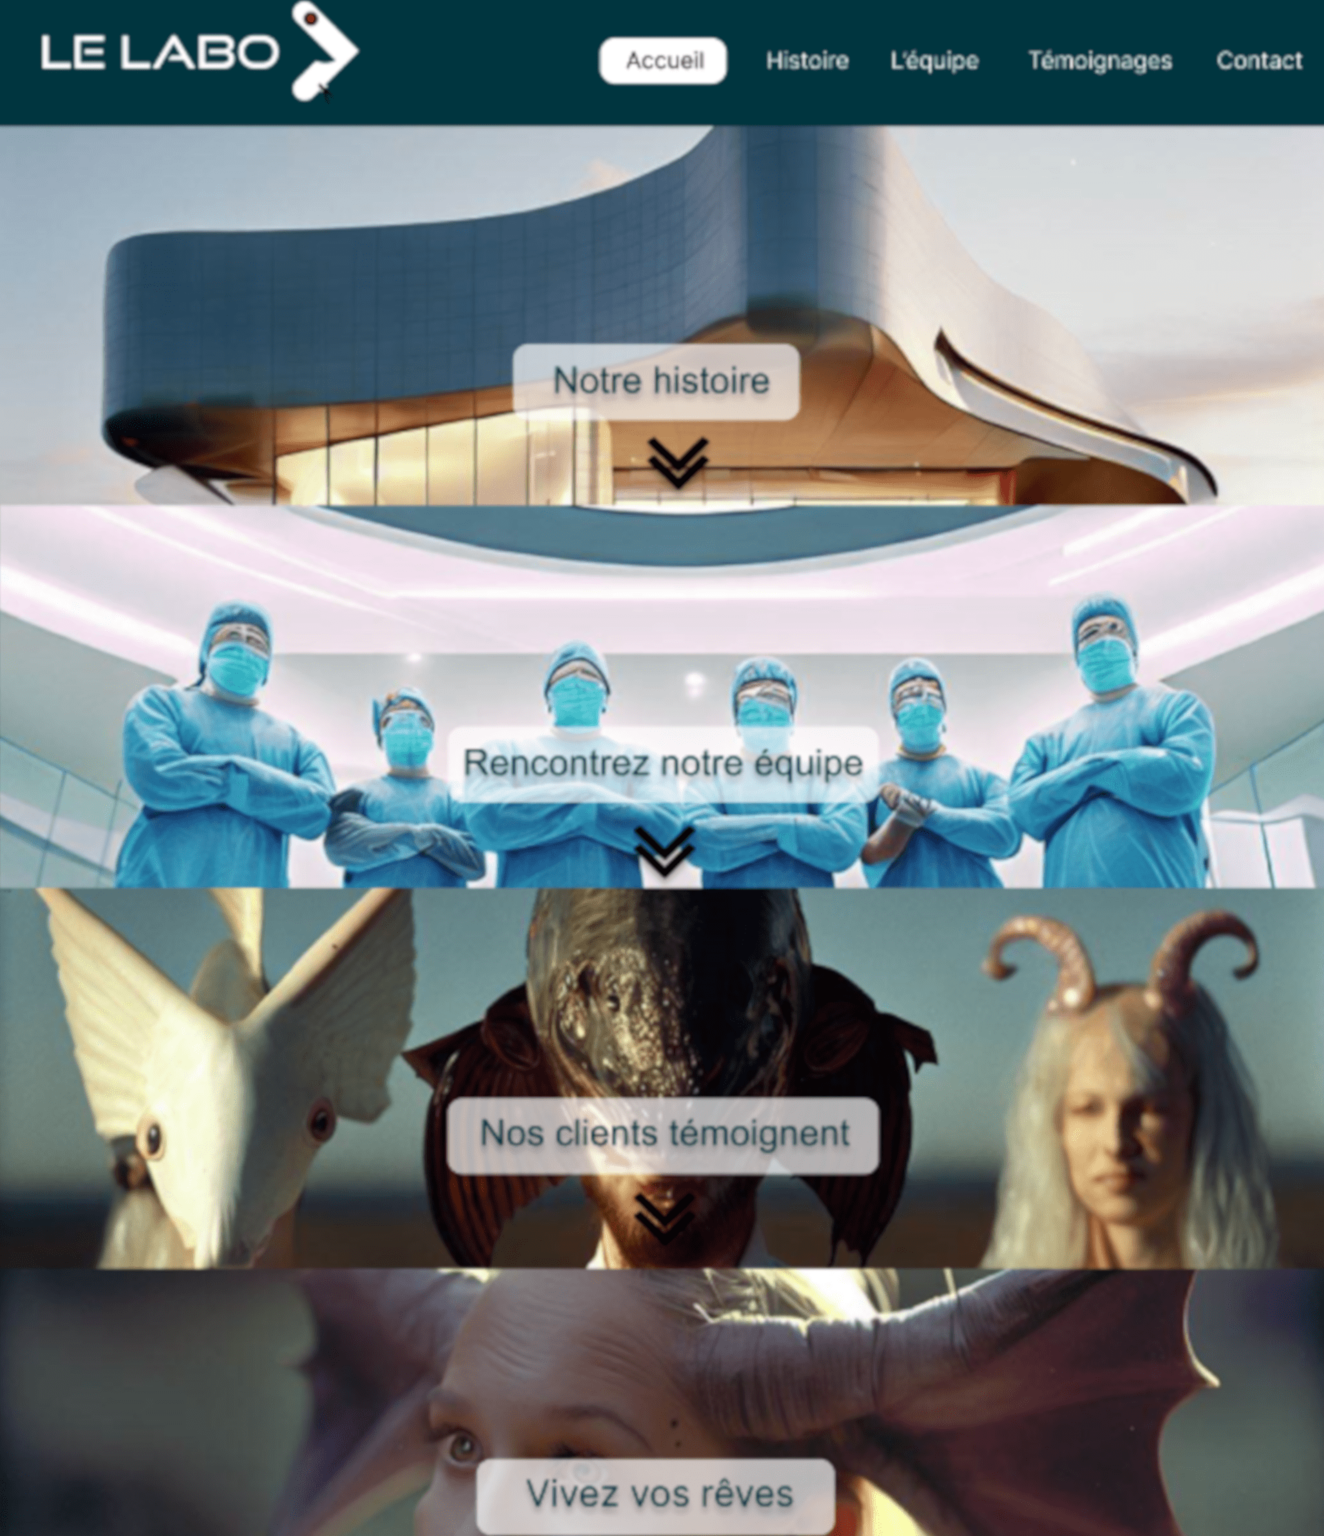 LE LABO
Accueil Histoire L'équipe Témoignages Contact
Notre histoire
Rencontrez notre équipe
Nos clients témoignent
Vivez vos rêves